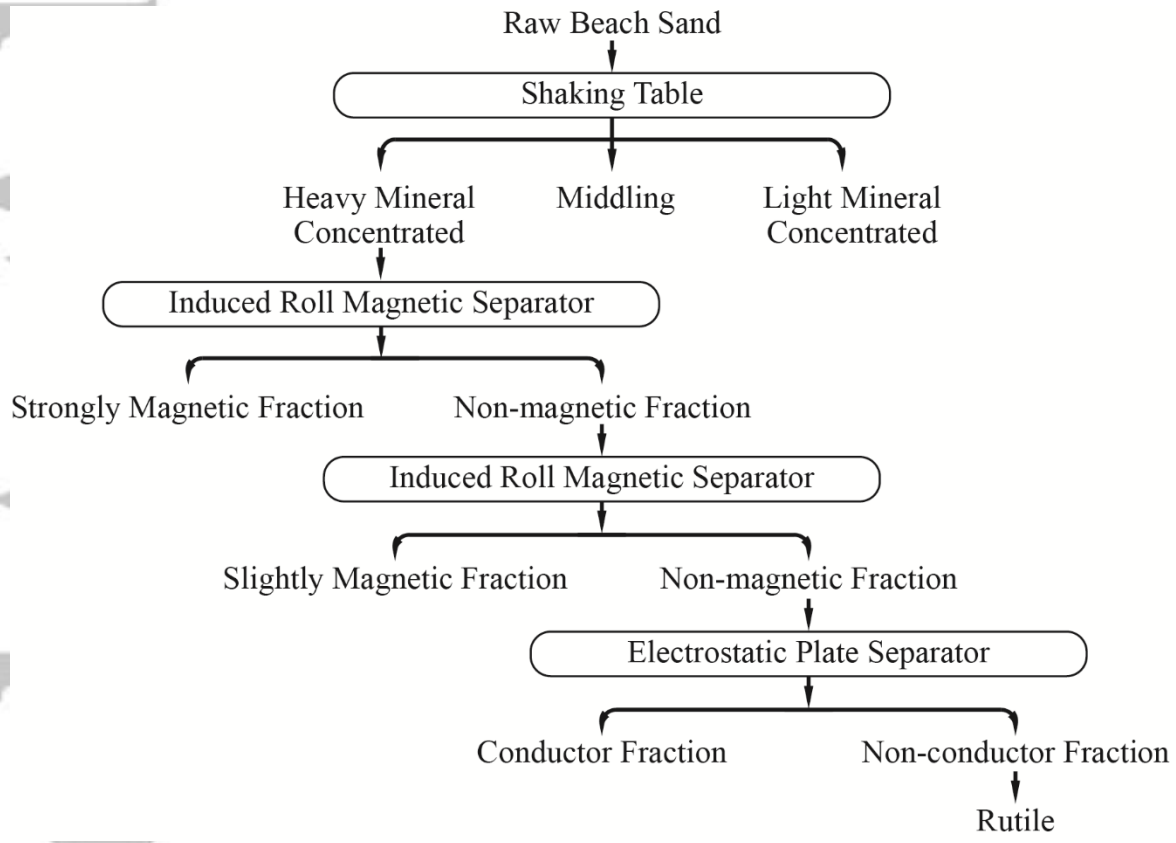 Raw Beach Sand
Shaking Table
Heavy Mineral
Concentrated
Middling
Light Mineral
Concentrated
Induced Roll Magnetic Separator
Strongly Magnetic Fraction
Non-magnetic Fraction
Induced Roll Magnetic Separator
Slightly Magnetic Fraction
Non-magnetic Fraction
Electrostatic Plate Separator
Conductor Fraction
Non-conductor Fraction
Rutile